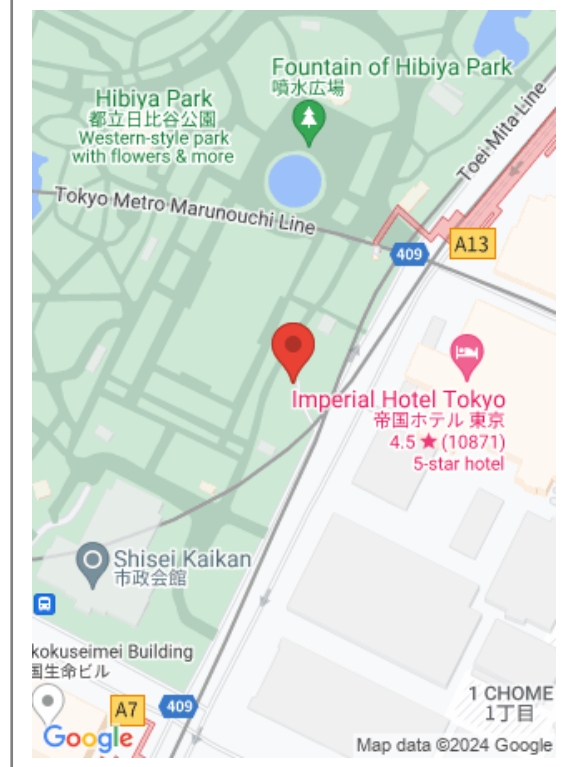 Fountain of Hibiya Park
噴水広場
Hibiya Park
都立日比谷公園
Western-style park
with flowers & more
Toei Mita Line
Tokyo Metro Marunouchi Line
A13
409
Imperial Hotel Tokyo
帝国ホテル 東京
4.5 ★ (10871)
5-star hotel
Shisei Kaikan
市政会館
kokuseimei Building
国生命ビル
1 CHOME
1丁目
A7
409
Google
Map data ©2024 Google